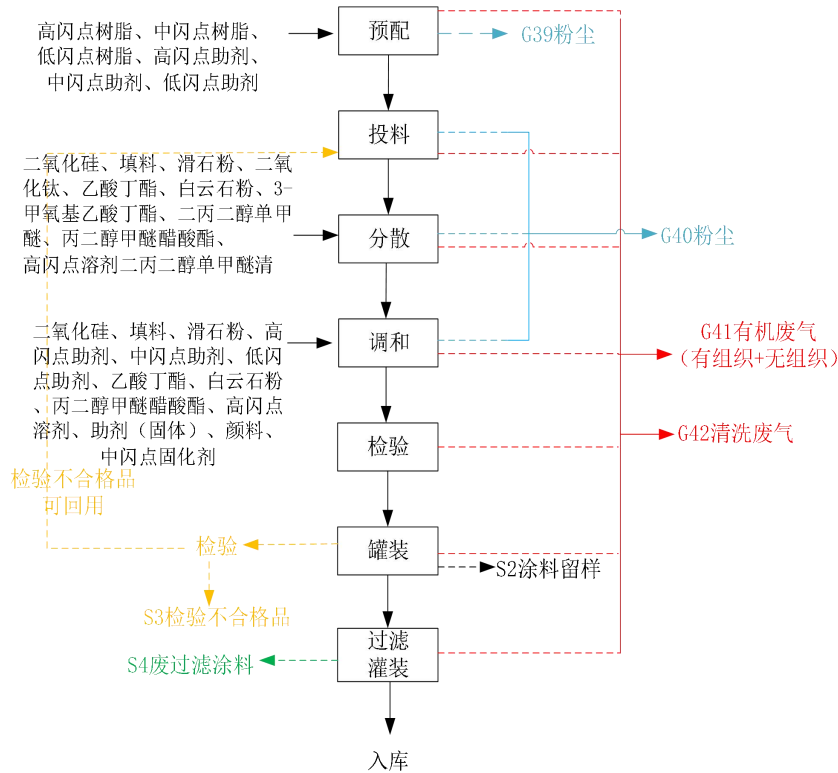 高闪点树脂、中闪点树脂、
低闪点树脂、高闪点助剂、
中闪点助剂、低闪点助剂
预配
G39粉尘
投料
二氧化硅、填料、滑石粉、二氧
化钛、乙酸丁酯、白云石粉、3-
甲氧基乙酸丁酯、二丙二醇单甲
醚、丙二醇甲醚醋酸酯、
高闪点溶剂二丙二醇单甲醚清
分散
G40粉尘
二氧化硅、填料、滑石粉、高
闪点助剂、中闪点助剂、低闪
点助剂、乙酸丁酯、白云石粉
、丙二醇甲醚醋酸酯、高闪点
溶剂、助剂（固体）、颜料、
中闪点固化剂
调和
G41有机废气
（有组织+无组织）
G42清洗废气
检验
检验不合格品
可回用
检验
罐装
S2涂料留样
S3检验不合格品
过滤
灌装
S4废过滤涂料
入库